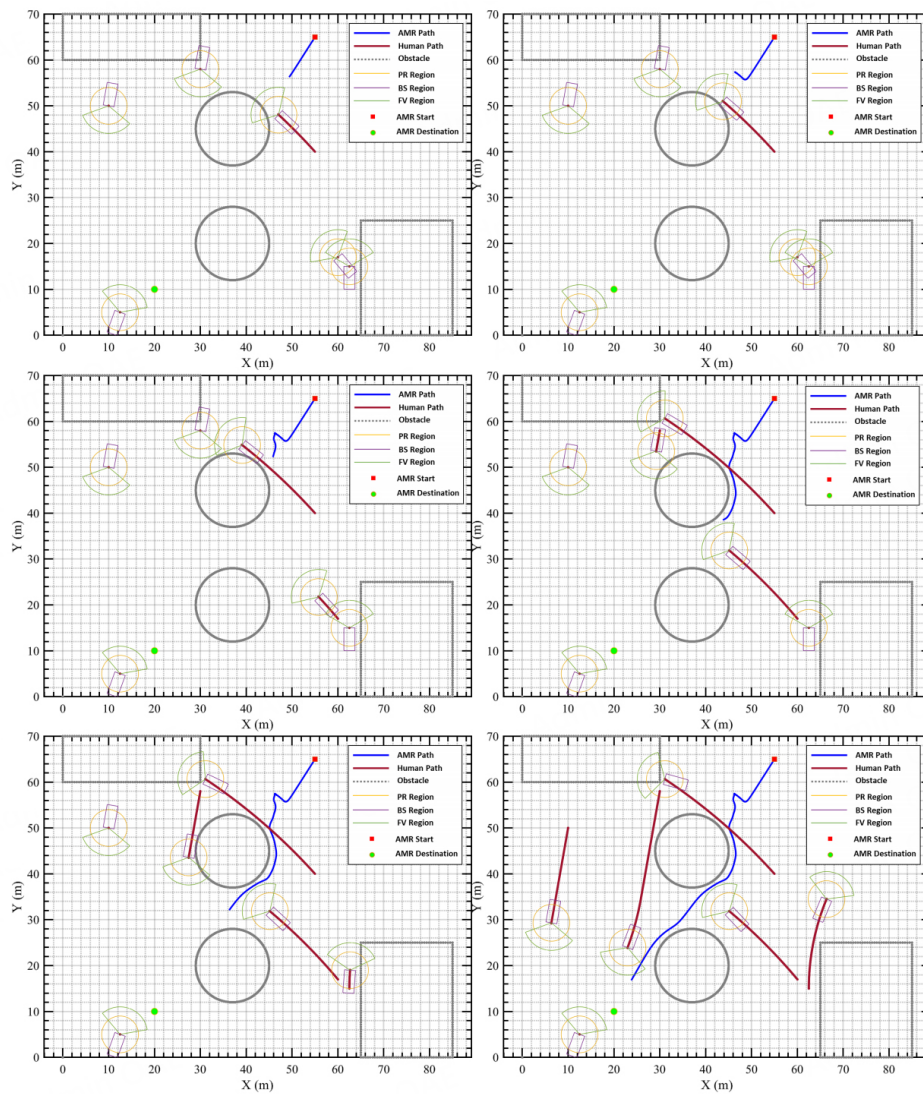 70
60
50
40
30
20
10
0
Y (m)
AMR Path
Human Path
Obstacle
PR Region
BS Region
FV Region
AMR Start
AMR Destination
0 10 20 30 40 50 60 70 80
X (m)
70
60
50
40
30
20
10
0
Y (m)
AMR Path
Human Path
Obstacle
PR Region
BS Region
FV Region
AMR Start
AMR Destination
0 10 20 30 40 50 60 70 80
X (m)
70
60
50
40
30
20
10
0
Y (m)
AMR Path
Human Path
Obstacle
PR Region
BS Region
FV Region
AMR Start
AMR Destination
0 10 20 30 40 50 60 70 80
X (m)
70
60
50
40
30
20
10
0
Y (m)
AMR Path
Human Path
Obstacle
PR Region
BS Region
FV Region
AMR Start
AMR Destination
0 10 20 30 40 50 60 70 80
X (m)
70
60
50
40
30
20
10
0
Y (m)
AMR Path
Human Path
Obstacle
PR Region
BS Region
FV Region
AMR Start
AMR Destination
0 10 20 30 40 50 60 70 80
X (m)
70
60
50
40
30
20
10
0
Y (m)
AMR Path
Human Path
Obstacle
PR Region
BS Region
FV Region
AMR Start
AMR Destination
0 10 20 30 40 50 60 70 80
X (m)